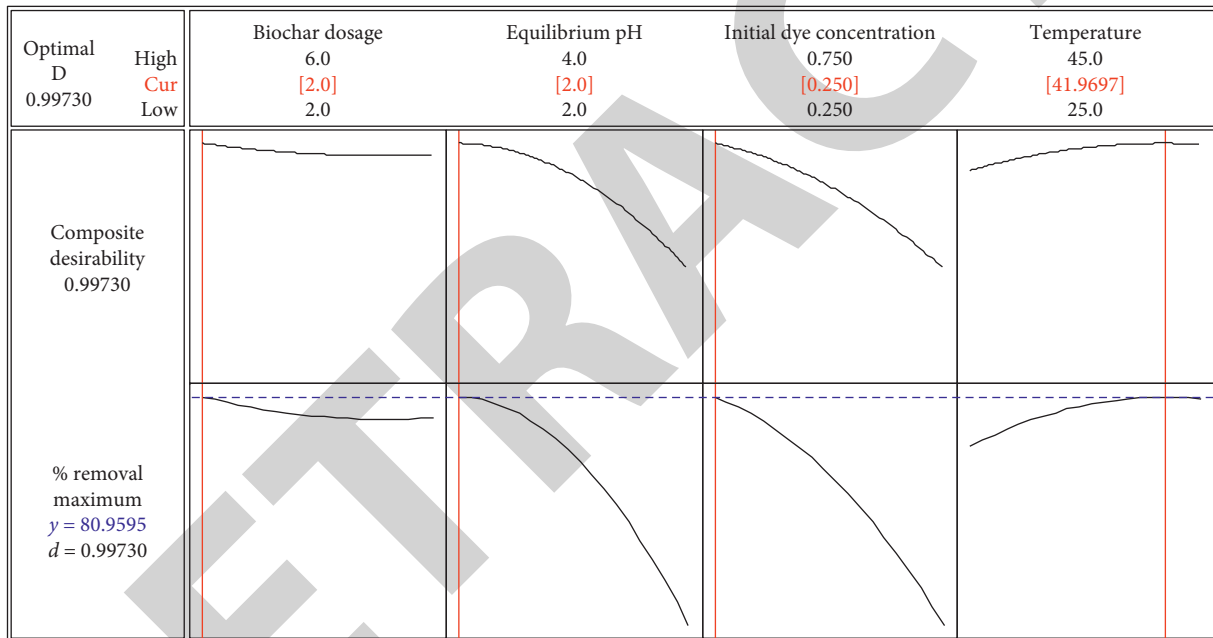 Optimal
D
0.99730
High
Cur
Low
Biochar dosage
6.0
[2.0]
2.0
Equilibrium pH
4.0
[2.0]
2.0
Initial dye concentration
0.750
[0.250]
0.250
Temperature
45.0
[41.9697]
25.0
Composite
desirability
0.99730
% removal
maximum
y = 80.9595
d = 0.99730
ETRAC